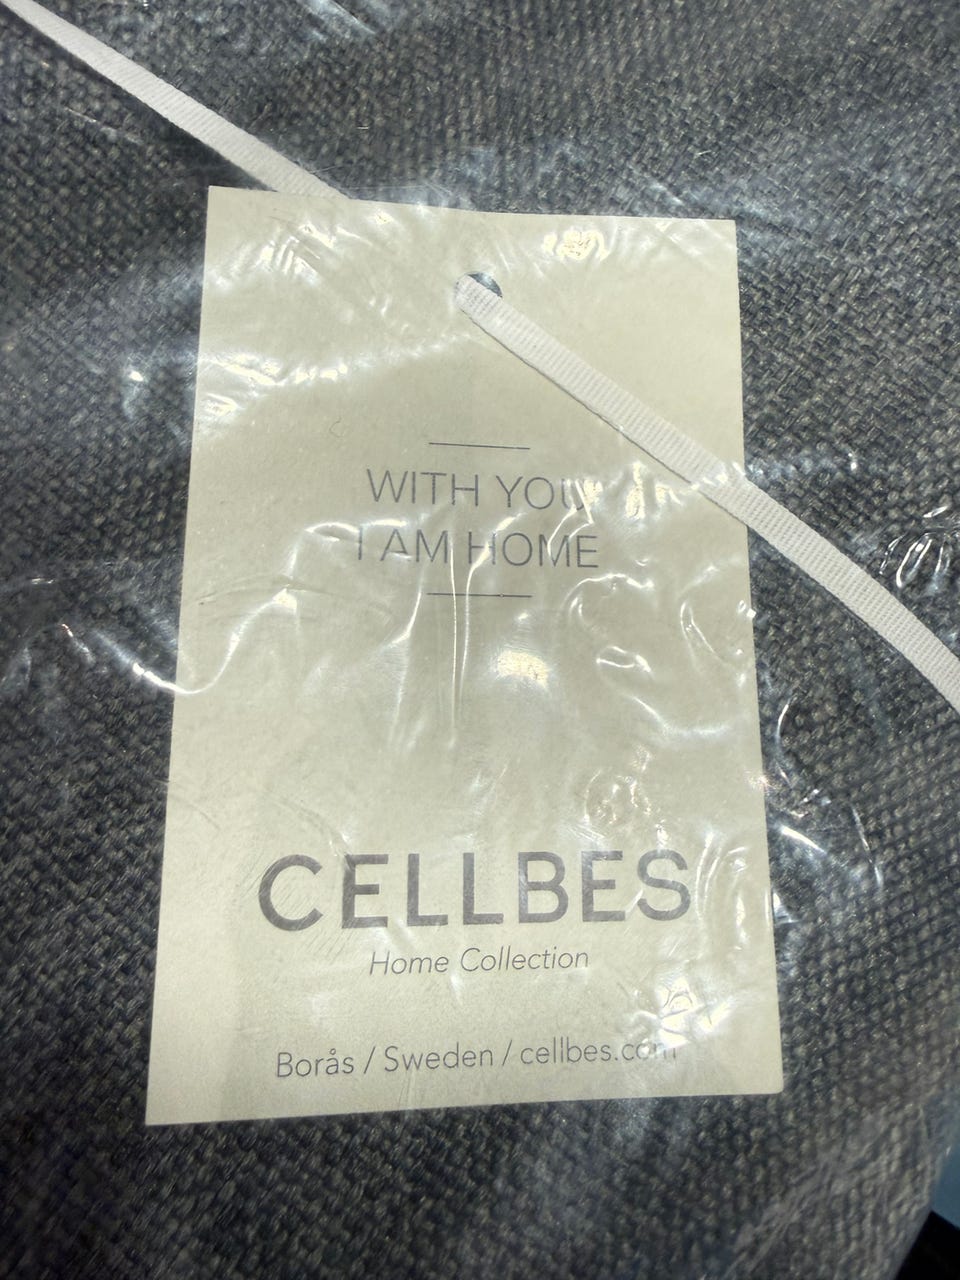 WITH YOU
I AM HOME
CELLBES
Home Collection
Borås / Sweden / cellbes.com